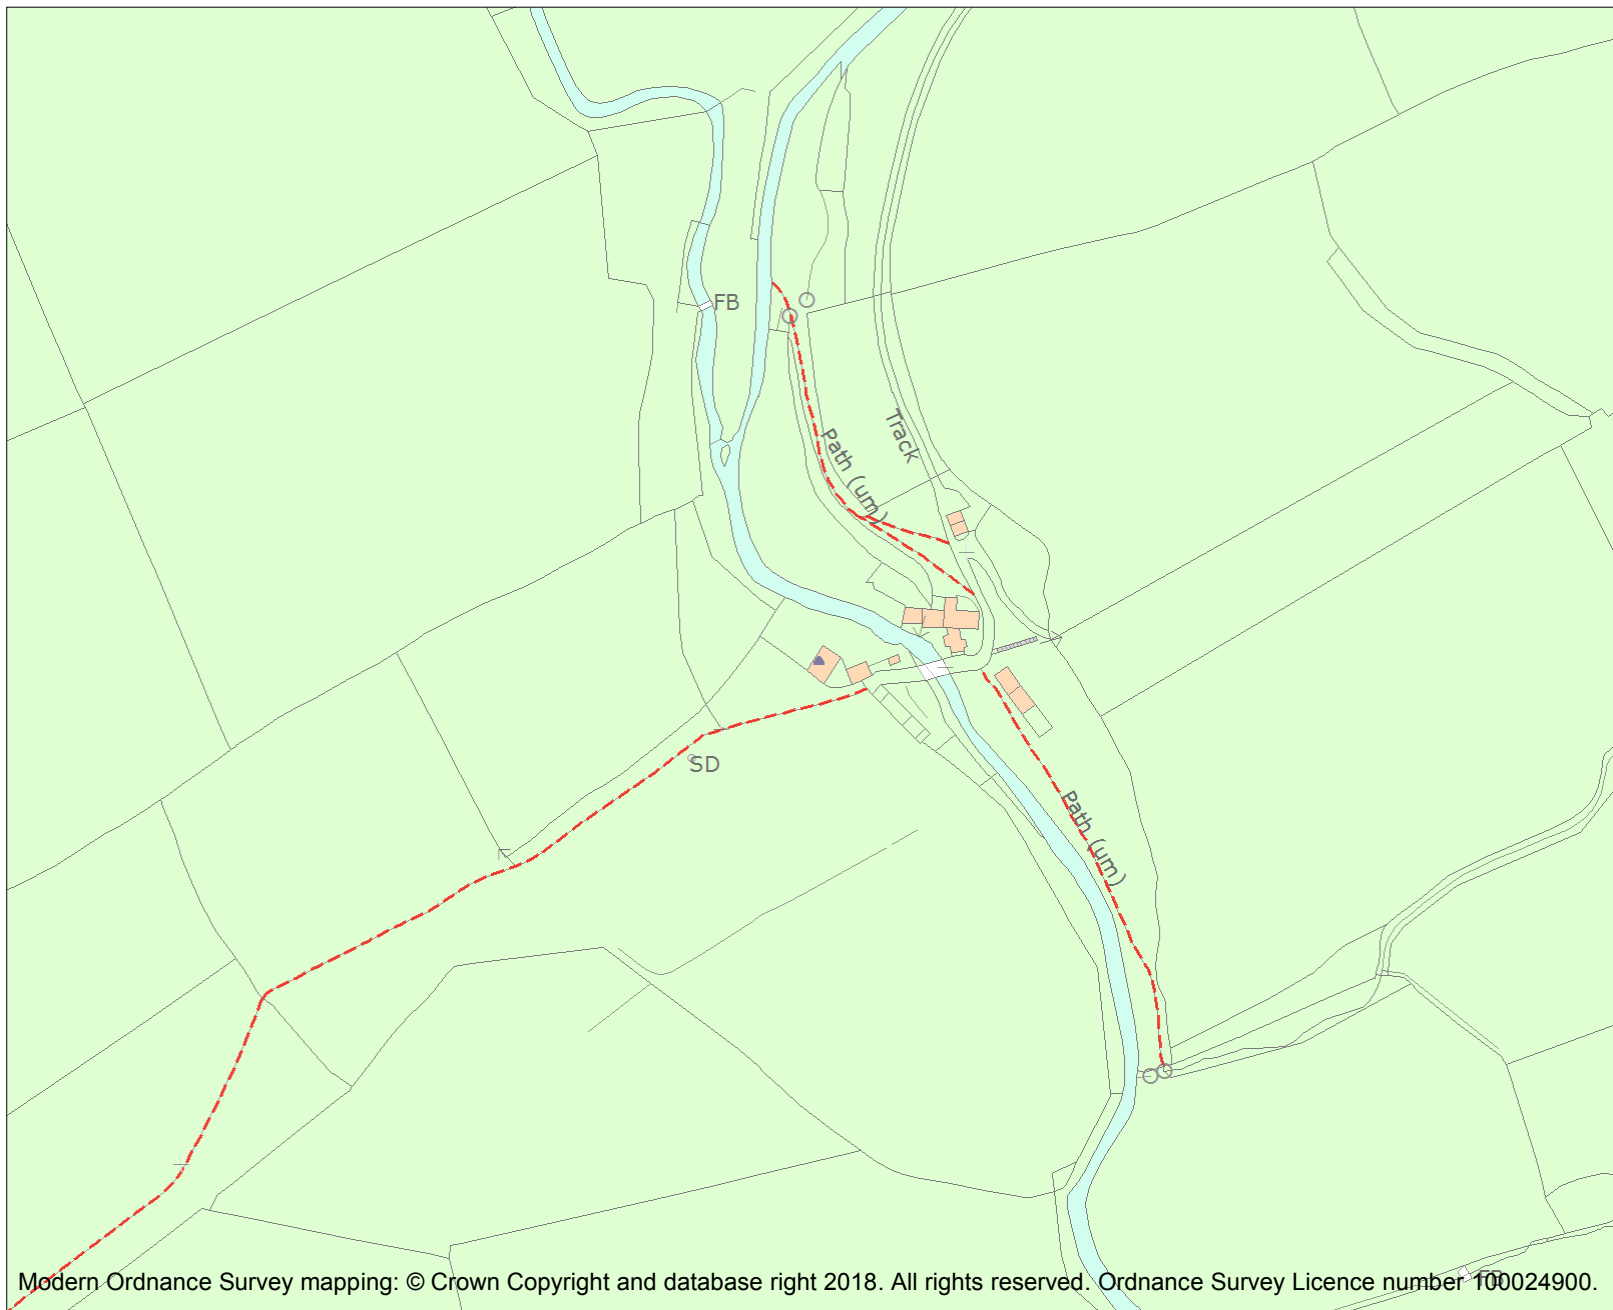 FB
Track
Path (um)
SD
Path (um)
FB
Modern Ordnance Survey mapping: © Crown Copyright and database right 2018. All rights reserved. Ordnance Survey Licence number 100024900.